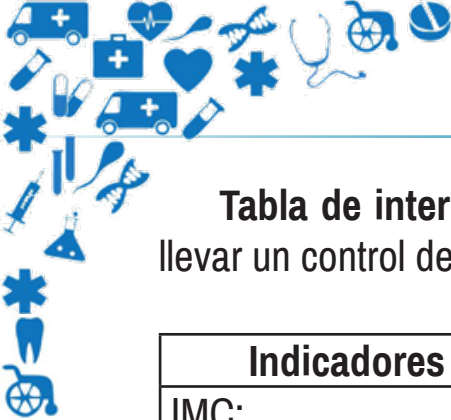 Tabla de inter
llevar un control de
Indicadores
IMC: